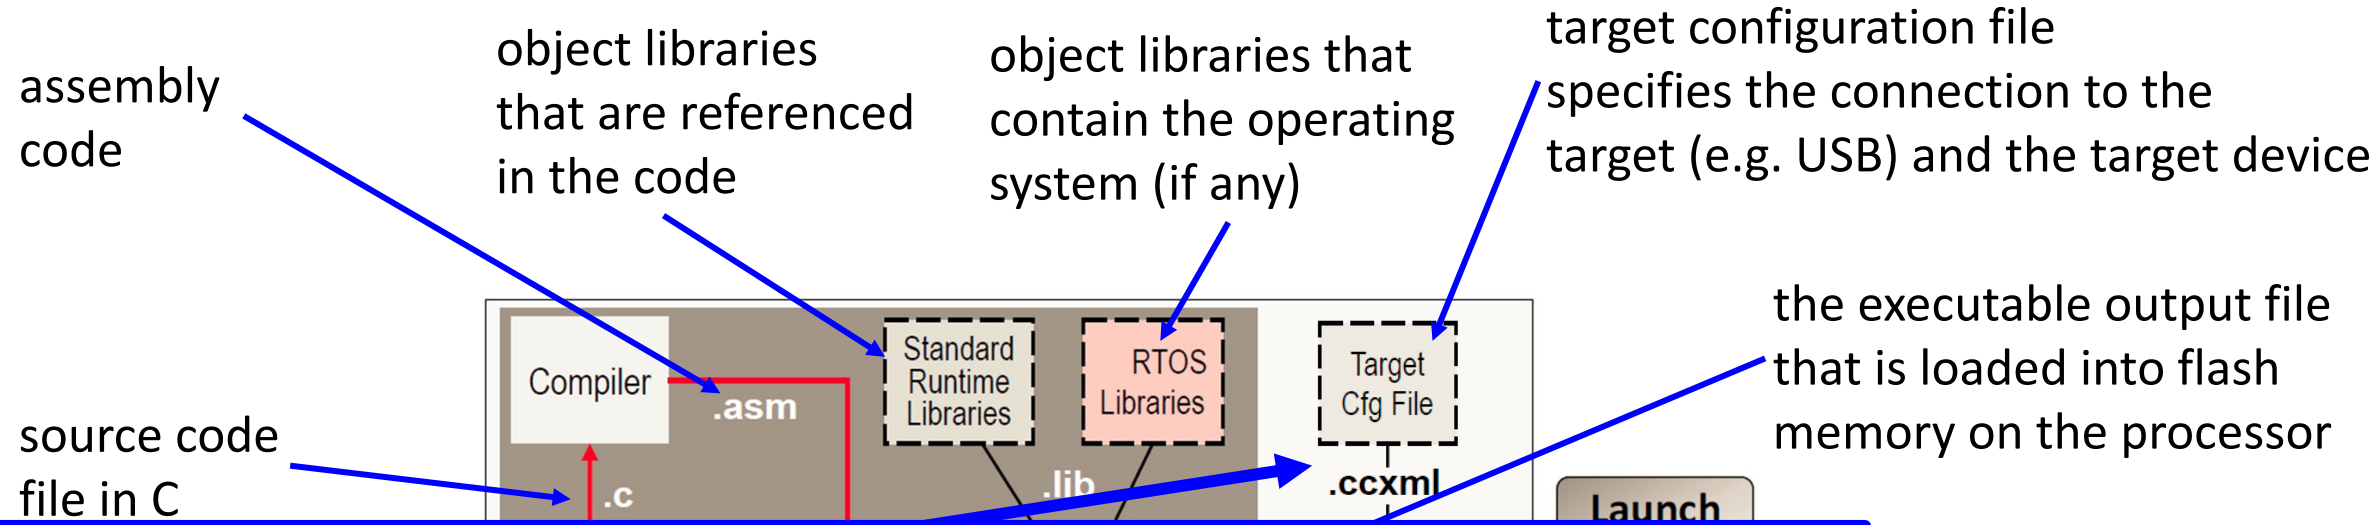 assembly
code
object libraries
that are referenced
in the code
object libraries that
contain the operating
system (if any)
target configuration file
specifies the connection to the
target (e.g. USB) and the target device
the executable output file
that is loaded into flash
memory on the processor
source code
file in C
Compiler
.asm
.c
Standard
Runtime
Libraries
RTOS
Libraries
.lib
Target
Cfg File
.ccxml
Launch